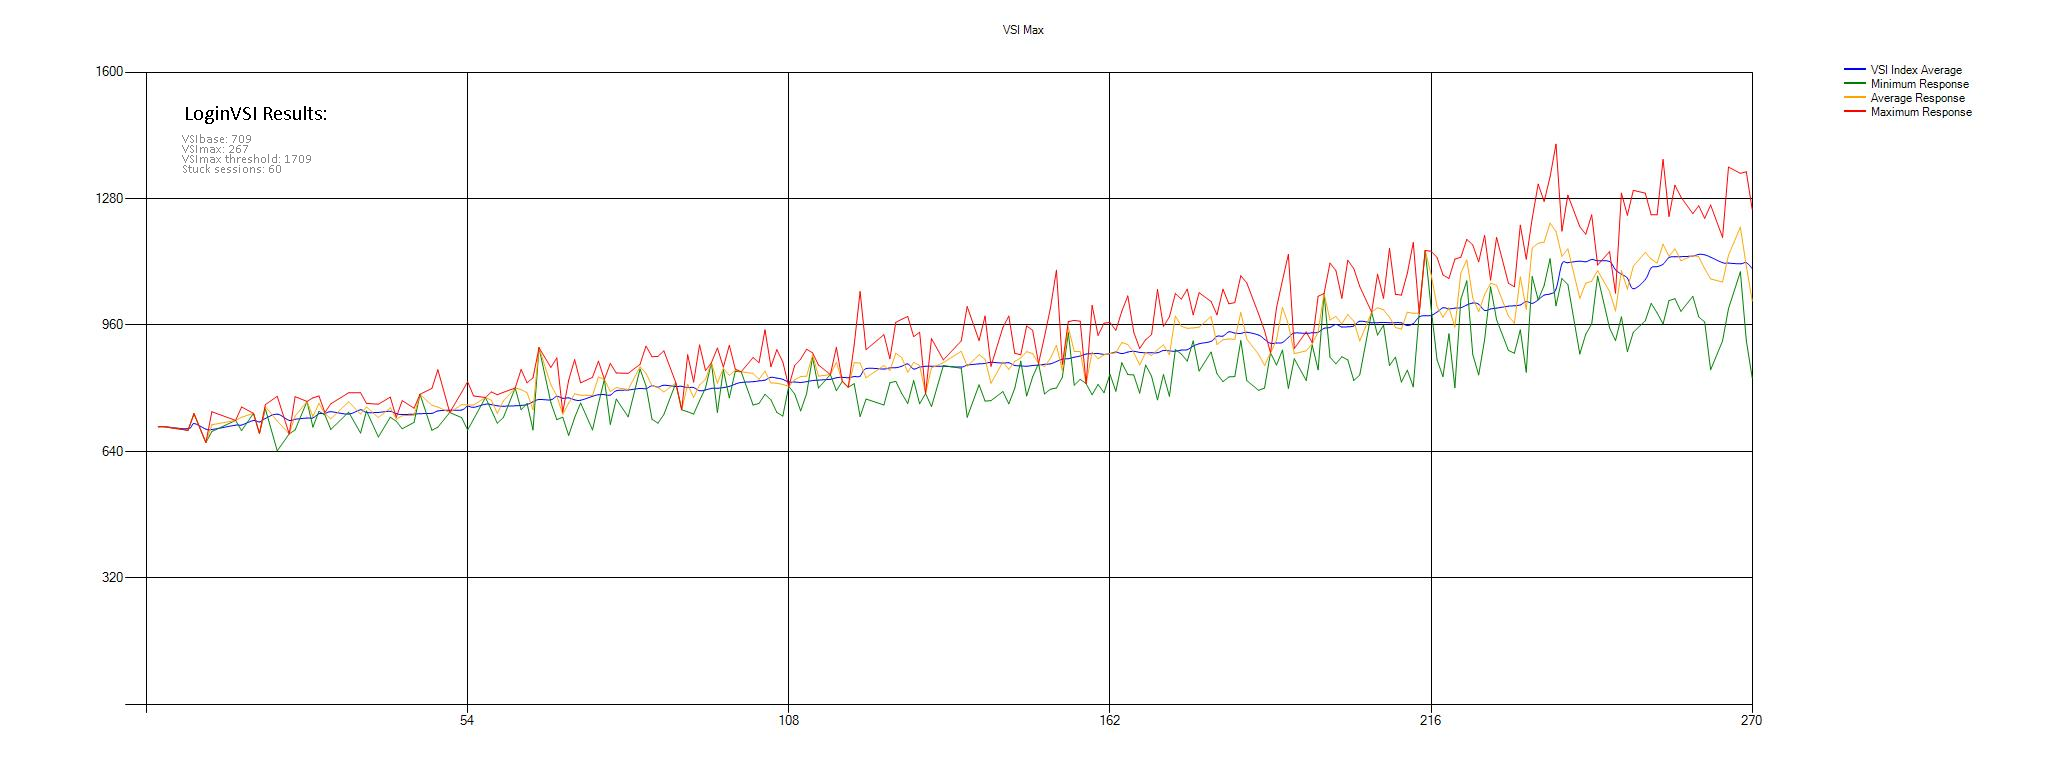 VSI Max
1600
1280
960
640
320
54
108
162
216
270
LoginVSI Results:
VSIbase: 709
VSImax: 267
VSImax threshold: 1709
Stuck sessions: 60
VSI Index Average
Minimum Response
Average Response
Maximum Response